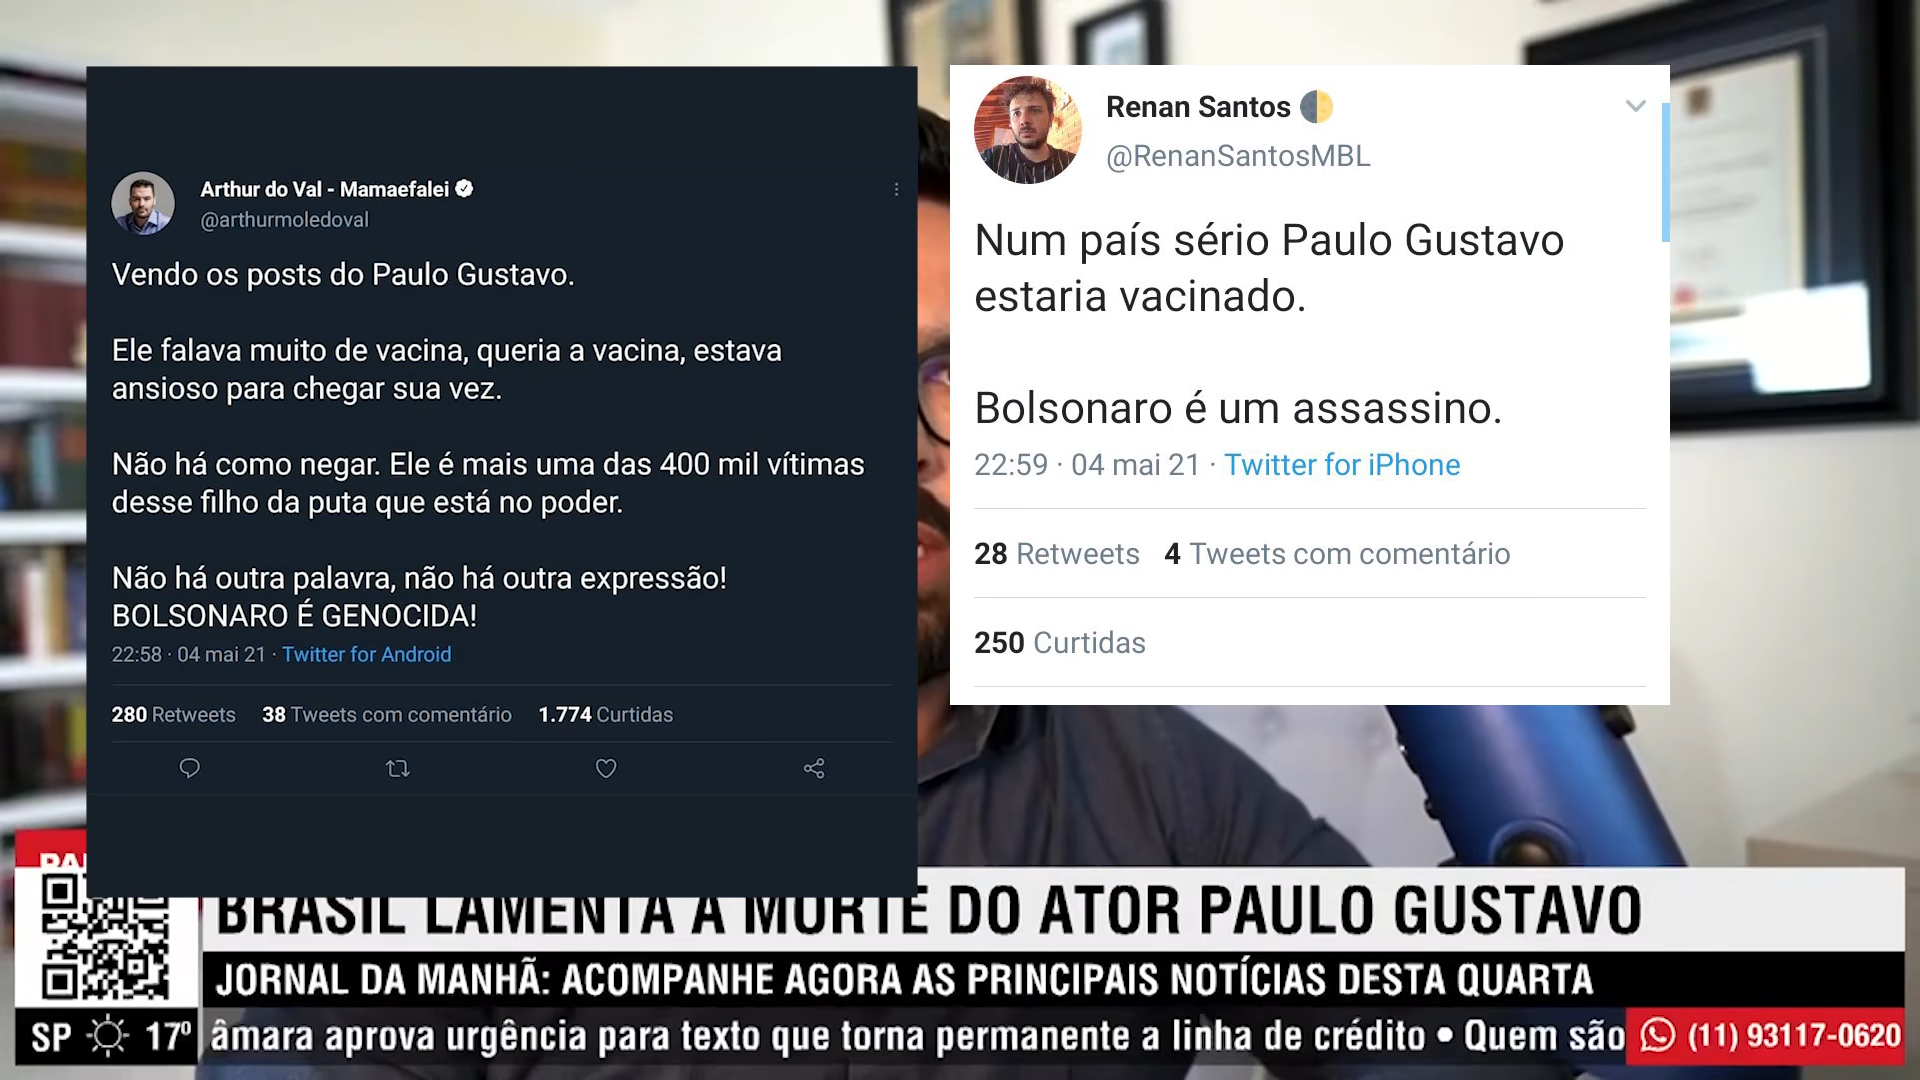 Arthur do Val - Mamaefalei
@arthurmoledoval
Vendo os posts do Paulo Gustavo.
Ele falava muito de vacina, queria a vacina, estava
ansioso para chegar sua vez.
Não há como negar. Ele é mais uma das 400 mil vítimas
desse filho da puta que está no poder.
Não há outra palavra, não há outra expressão!
BOLSONARO É GENOCIDA!
22:58 · 04 mai 21 · Twitter for Android
280 Retweets 38 Tweets com comentário 1.774 Curtidas
Renan Santos
@RenanSantosMBL
Num país sério Paulo Gustavo
estaria vacinado.
Bolsonaro é um assassino.
22:59 · 04 mai 21 · Twitter for iPhone
28 Retweets 4 Tweets com comentário
250 Curtidas
BRASIL LAMENTA A MORTE DO ATOR PAULO GUSTAVO
JORNAL DA MANHÃ: ACOMPANHE AGORA AS PRINCIPAIS NOTÍCIAS DESTA QUARTA
SP 17º âmara aprova urgência para texto que torna permanente a linha de crédito • Quem são (11) 93117-0620